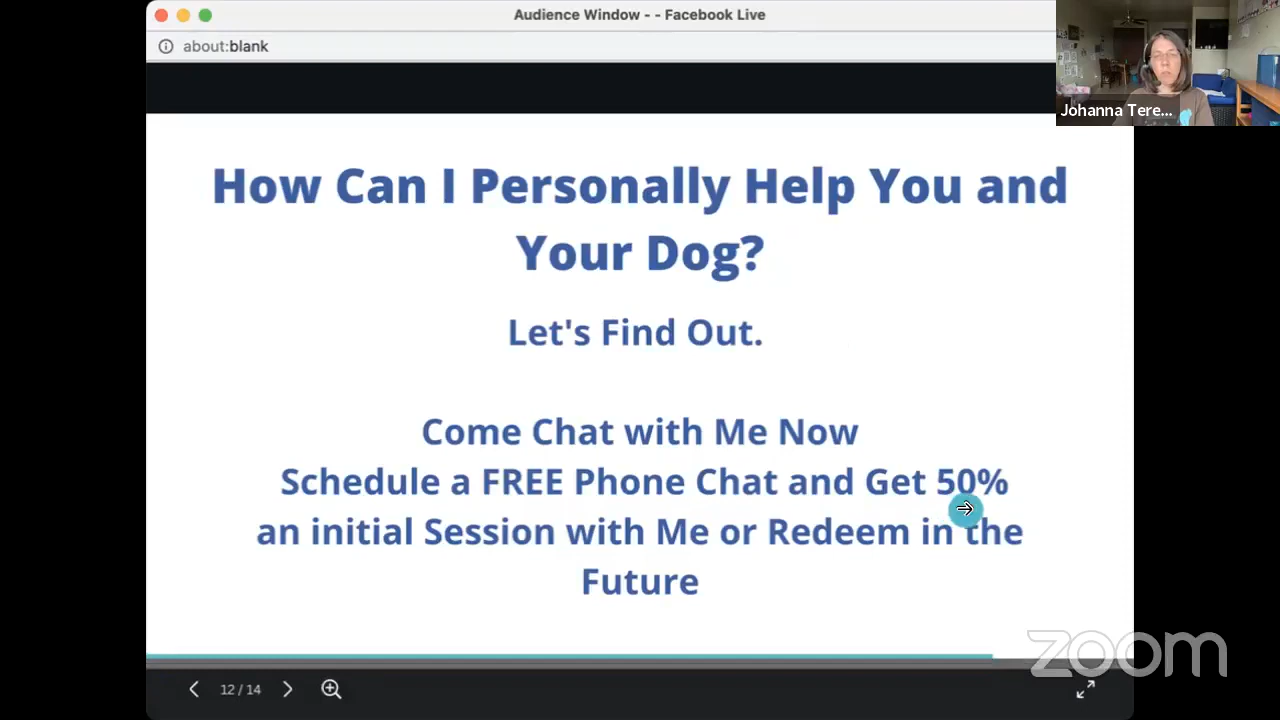 Audience Window - - Facebook Live
about:blank
Johanna Tere...
How Can I Personally Help You and
Your Dog?
Let's Find Out.
Come Chat with Me Now
Schedule a FREE Phone Chat and Get 50%
an initial Session with Me or Redeem in the
Future
zoom
12 / 14